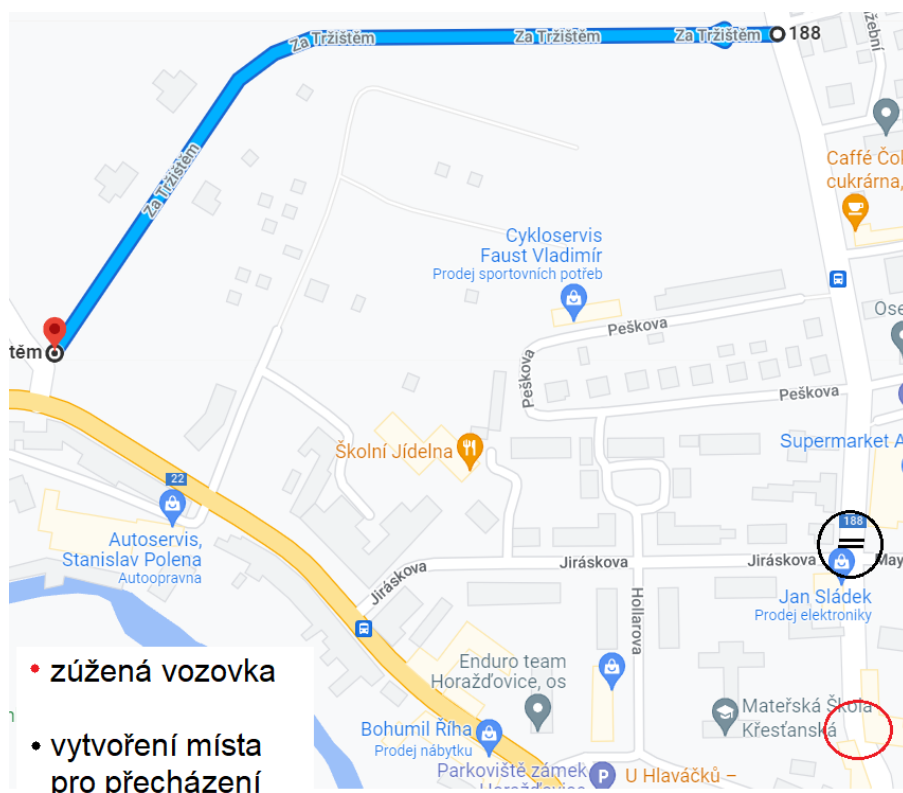 Za Tržištěm
Za Tržištěm
Za Tržištěm
188
Za Tržištěm
Caffé Čok
cukrárna,
Cykloservis
Faust Vladimír
Prodej sportovních potřeb
Peškova
Ose
těm
Peškova
Peškova
Školní Jídelna
Supermarket A
22
188
Autoservis,
Stanislav Polena
Autoopravna
Jiráskova
Jiráskova
Jiráskova
May
Jan Sládek
Prodej elektroniky
Hollarova
Enduro team
Horažďovice, os
• zúžená vozovka
Mateřská Škola
Křesťanská
Bohumil Říha
Prodej nábytku
• vytvoření místa
pro přecházení
Parkoviště zámek
Horažďovice
P
U Hlaváčků –